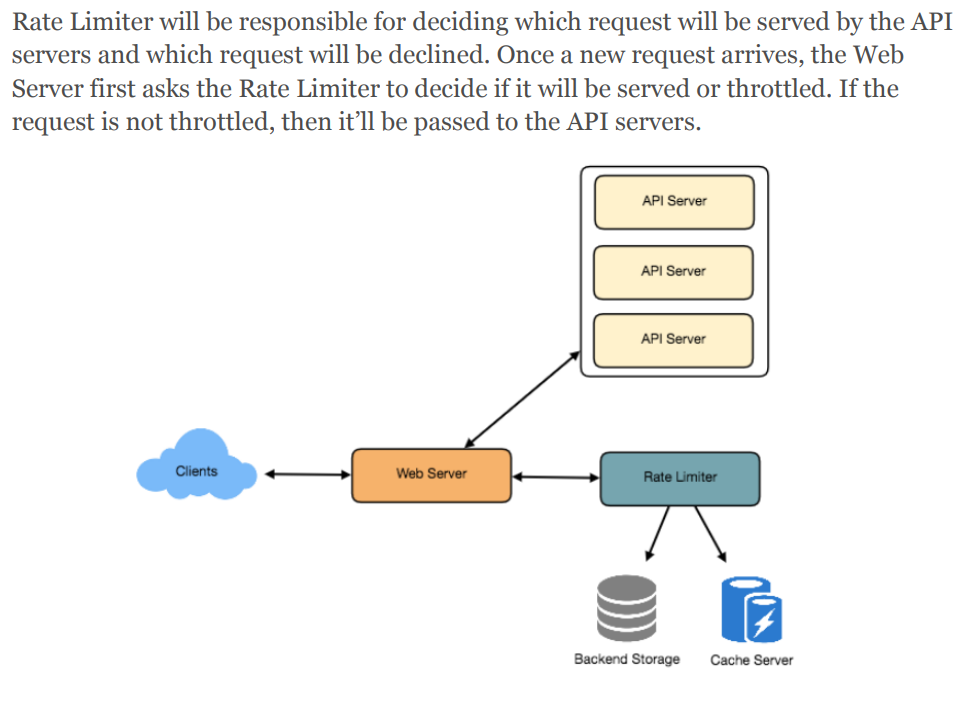 Rate Limiter will be responsible for deciding which request will be served by the API
servers and which request will be declined. Once a new request arrives, the Web
Server first asks the Rate Limiter to decide if it will be served or throttled. If the
request is not throttled, then it’ll be passed to the API servers.
API Server
API Server
API Server
Clients
Web Server
Rate Limiter
Backend Storage
Cache Server